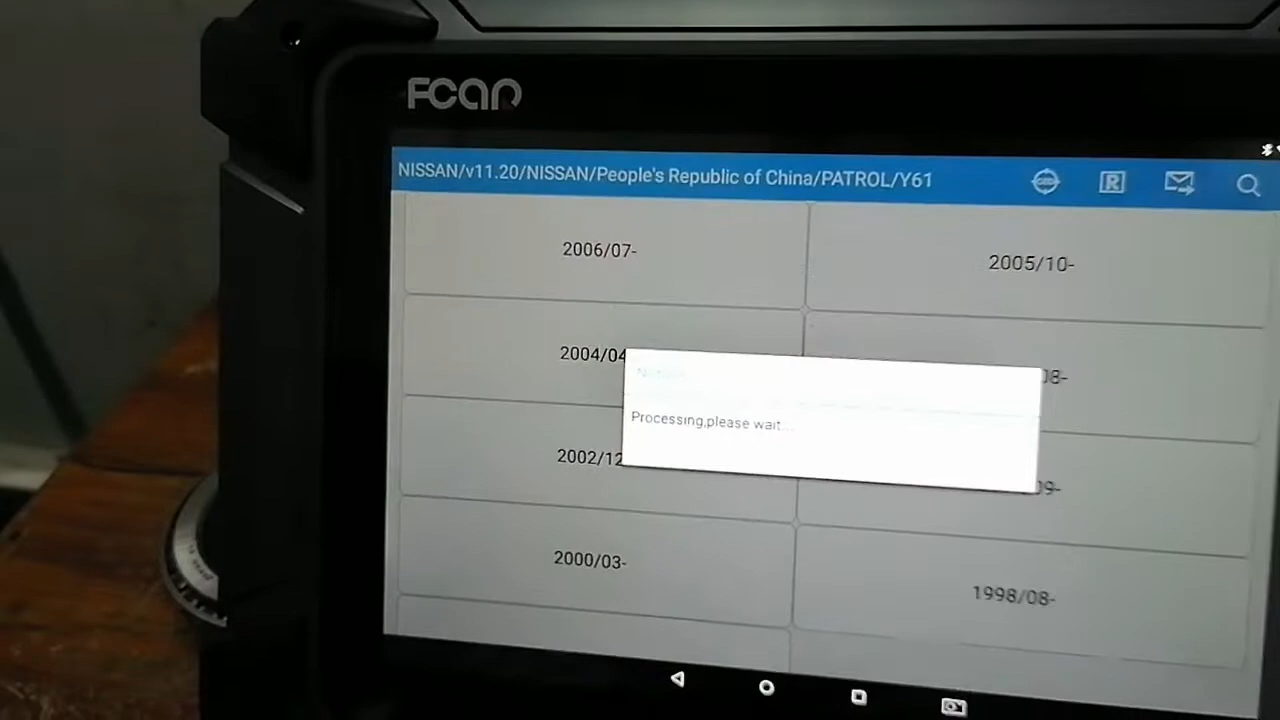 FCAR
NISSAN/v11.20/NISSAN/People's Republic of China/PATROL/Y61
2006/07-
2005/10-
2004/04
08-
2002/12
09-
2000/03-
1998/08-
Processing,please wait...